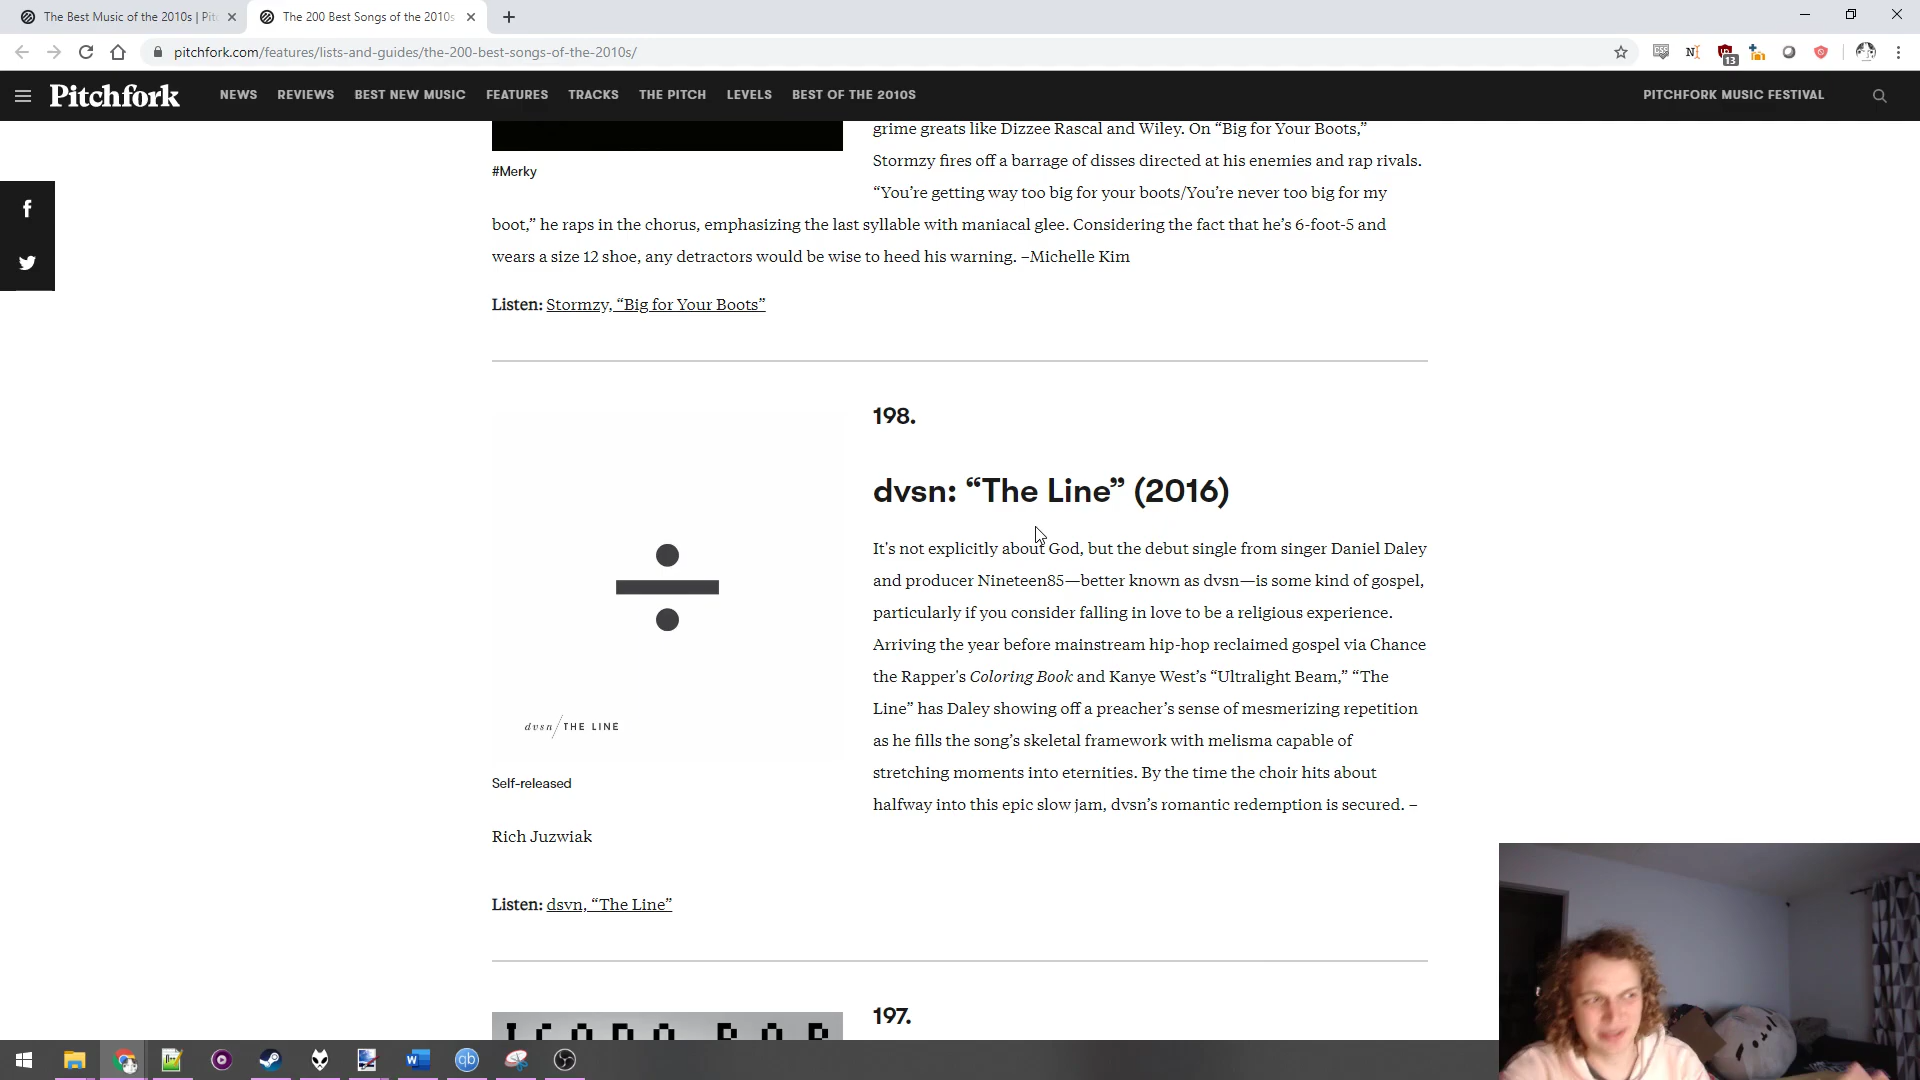 The Best Music of the 2010s | Pit
The 200 Best Songs of the 2010s
pitchfork.com/features/lists-and-guides/the-200-best-songs-of-the-2010s/
13
Pitchfork
NEWS REVIEWS BEST NEW MUSIC FEATURES TRACKS THE PITCH LEVELS BEST OF THE 2010S PITCHFORK MUSIC FESTIVAL
grime greats like Dizzee Rascal and Wiley. On “Big for Your Boots,”
Stormzy fires off a barrage of disses directed at his enemies and rap rivals.
#Merky
“You’re getting way too big for your boots/You’re never too big for my
boot,” he raps in the chorus, emphasizing the last syllable with maniacal glee. Considering the fact that he’s 6-foot-5 and
wears a size 12 shoe, any detractors would be wise to heed his warning. –Michelle Kim
Listen: Stormzy, “Big for Your Boots”
198.
dvsn: “The Line” (2016)
It's not explicitly about God, but the debut single from singer Daniel Daley
and producer Nineteen85—better known as dvsn—is some kind of gospel,
particularly if you consider falling in love to be a religious experience.
Arriving the year before mainstream hip-hop reclaimed gospel via Chance
the Rapper's Coloring Book and Kanye West’s “Ultralight Beam,” “The
Line” has Daley showing off a preacher’s sense of mesmerizing repetition
as he fills the song’s skeletal framework with melisma capable of
stretching moments into eternities. By the time the choir hits about
halfway into this epic slow jam, dvsn’s romantic redemption is secured. –
dvsn/THE LINE
Self-released
Rich Juzwiak
Listen: dsvn, “The Line”
197.